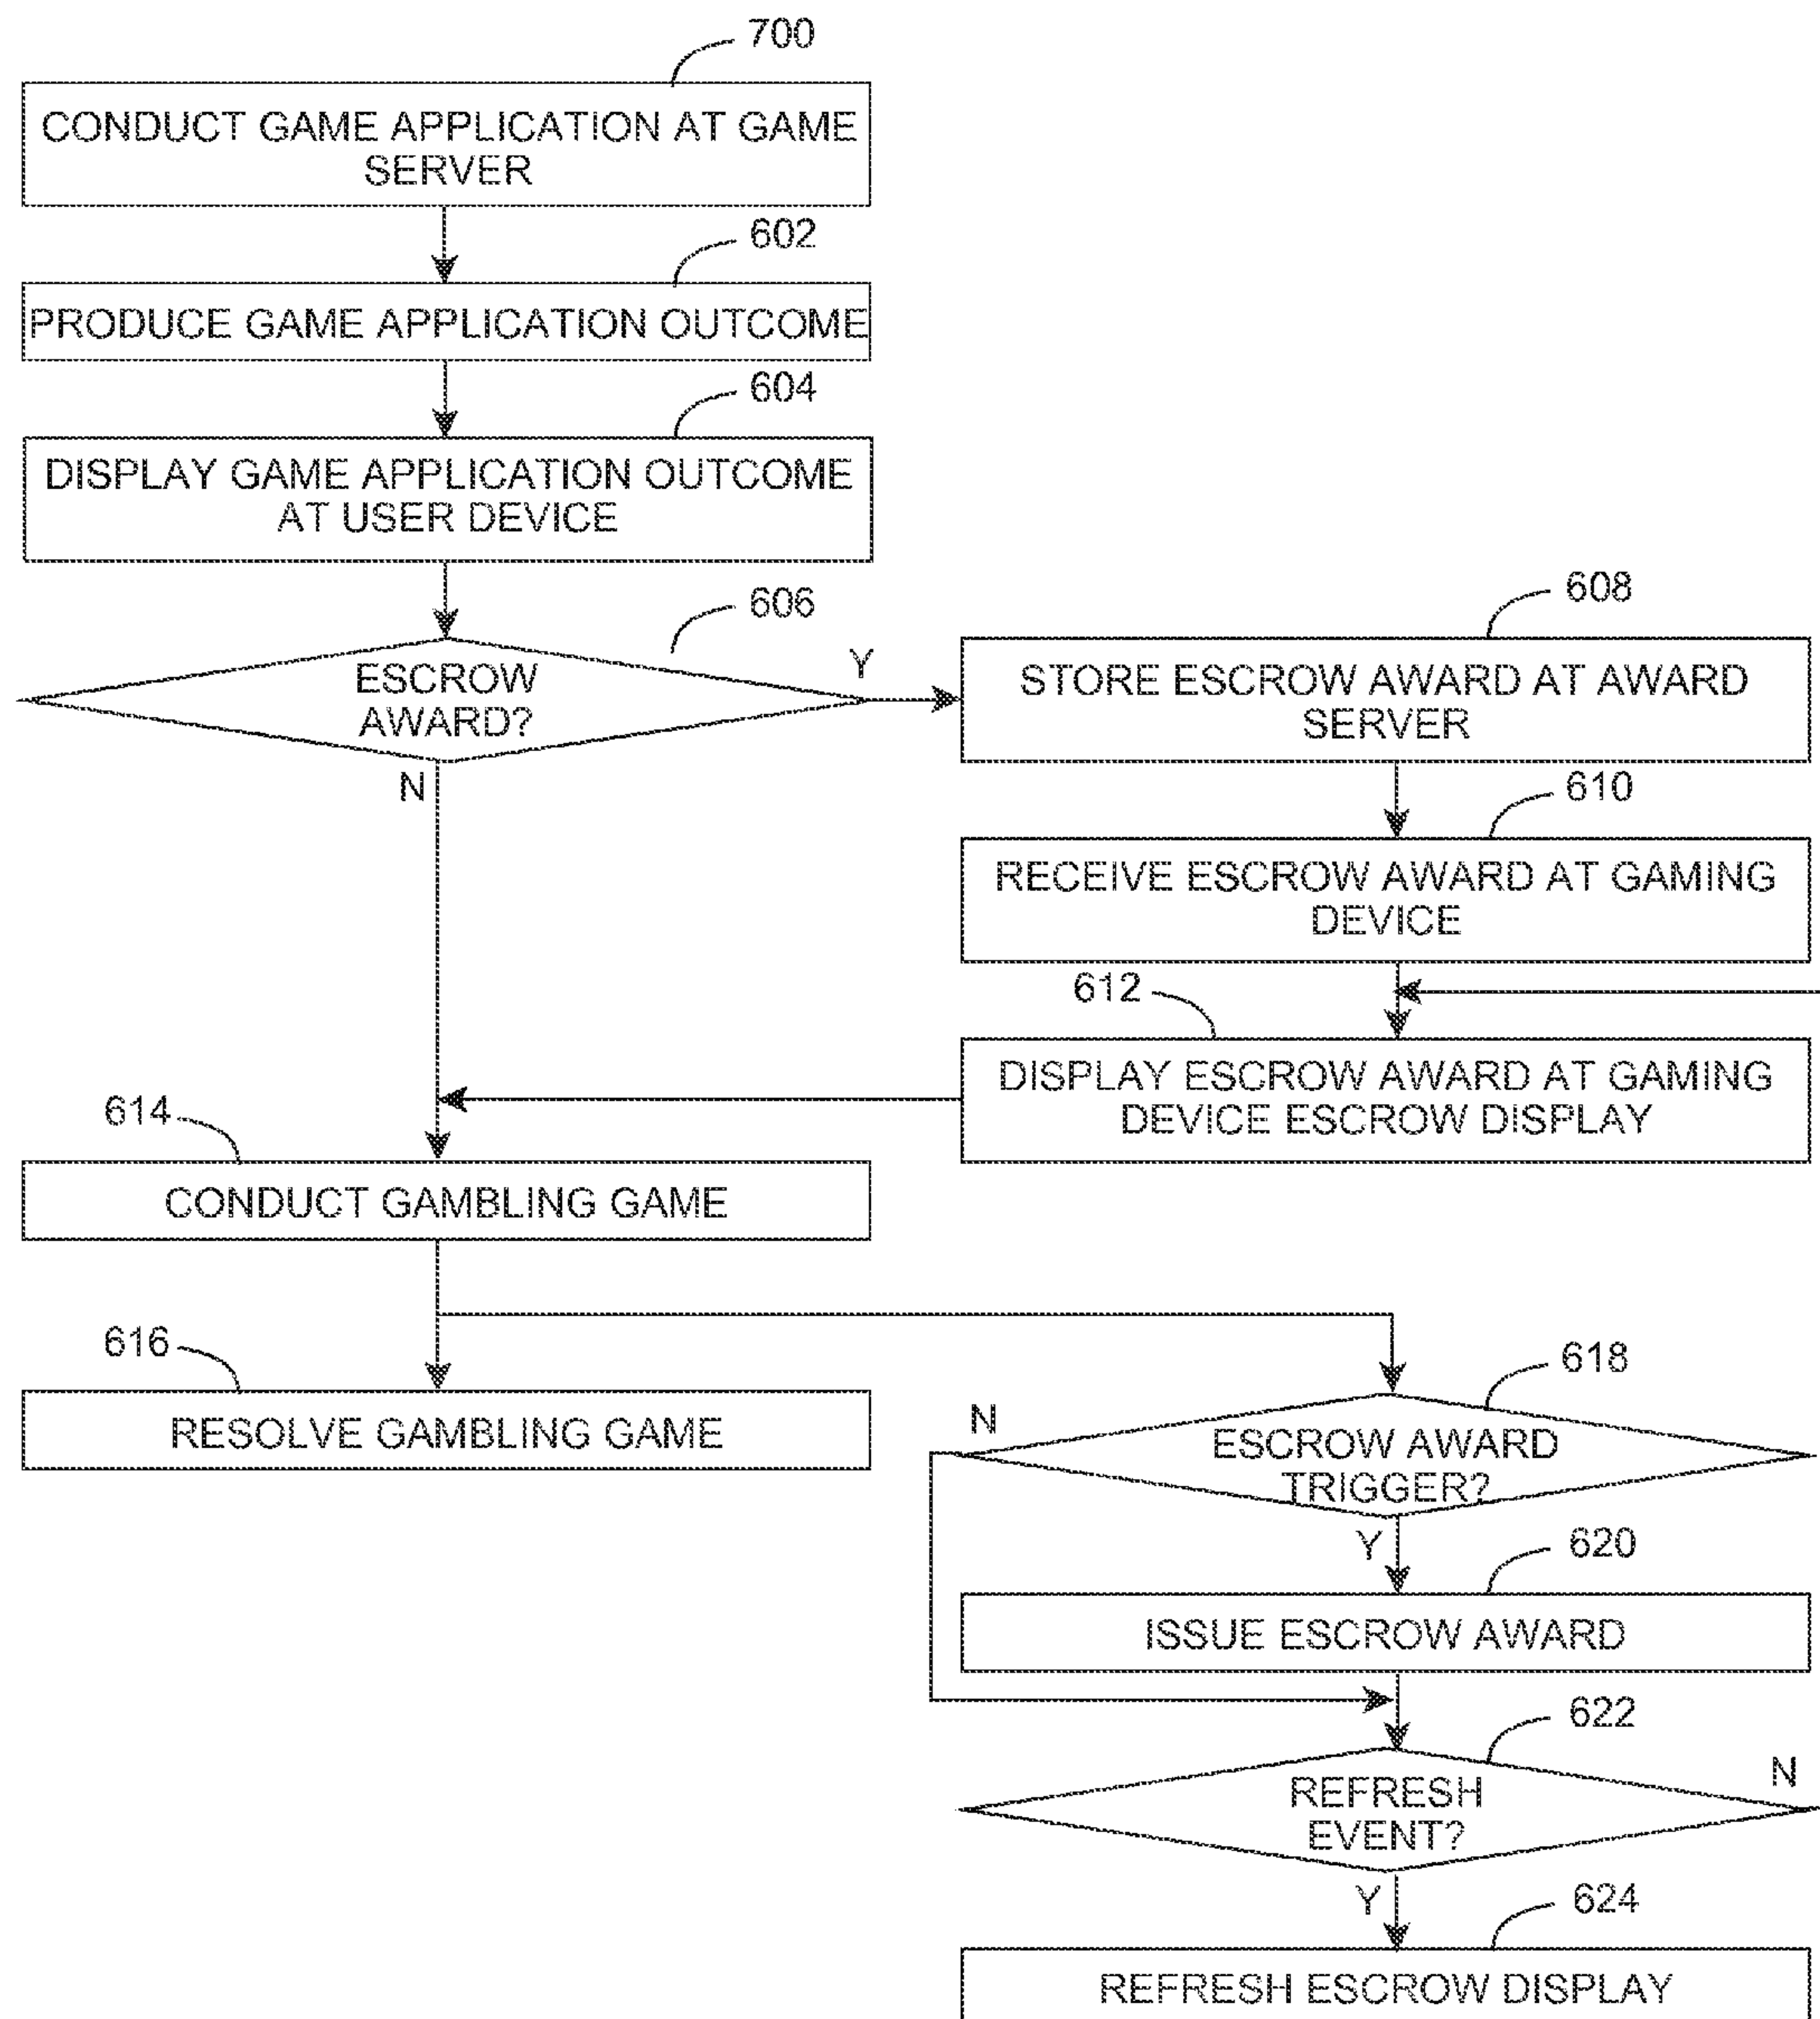 700
CONDUCT GAME APPLICATION AT GAME
SERVER
602
PRODUCE GAME APPLICATION OUTCOME
604
DISPLAY GAME APPLICATION OUTCOME
AT USER DEVICE
606
ESCROW
AWARD?
Y
N
608
STORE ESCROW AWARD AT AWARD
SERVER
610
RECEIVE ESCROW AWARD AT GAMING
DEVICE
612
DISPLAY ESCROW AWARD AT GAMING
DEVICE ESCROW DISPLAY
614
CONDUCT GAMBLING GAME
616
RESOLVE GAMBLING GAME
618
N
ESCROW AWARD
TRIGGER?
Y
620
ISSUE ESCROW AWARD
622
N
REFRESH
EVENT?
Y
624
REFRESH ESCROW DISPLAY